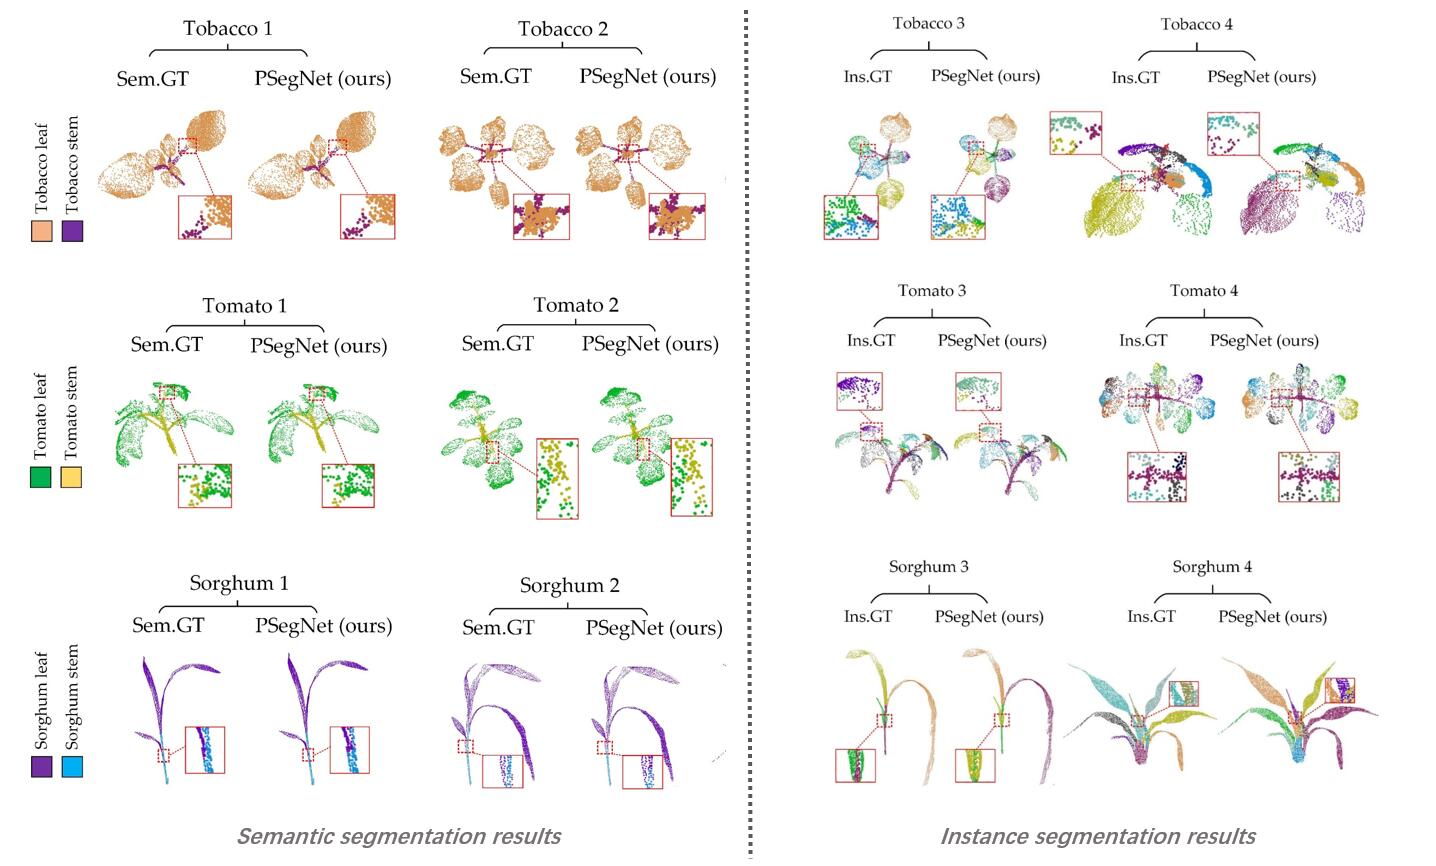 Tobacco 1
Sem.GT PSegNet (ours)
Tobacco 2
Sem.GT PSegNet (ours)
Tobacco leaf
Tobacco stem
Tomato 1
Sem.GT PSegNet (ours)
Tomato 2
Sem.GT PSegNet (ours)
Tomato leaf
Tomato stem
Sorghum 1
Sem.GT PSegNet (ours)
Sorghum 2
Sem.GT PSegNet (ours)
Sorghum leaf
Sorghum stem
Semantic segmentation results
Tobacco 3
Ins.GT PSegNet (ours)
Tobacco 4
Ins.GT PSegNet (ours)
Tomato 3
Ins.GT PSegNet (ours)
Tomato 4
Ins.GT PSegNet (ours)
Sorghum 3
Ins.GT PSegNet (ours)
Sorghum 4
Ins.GT PSegNet (ours)
Instance segmentation results